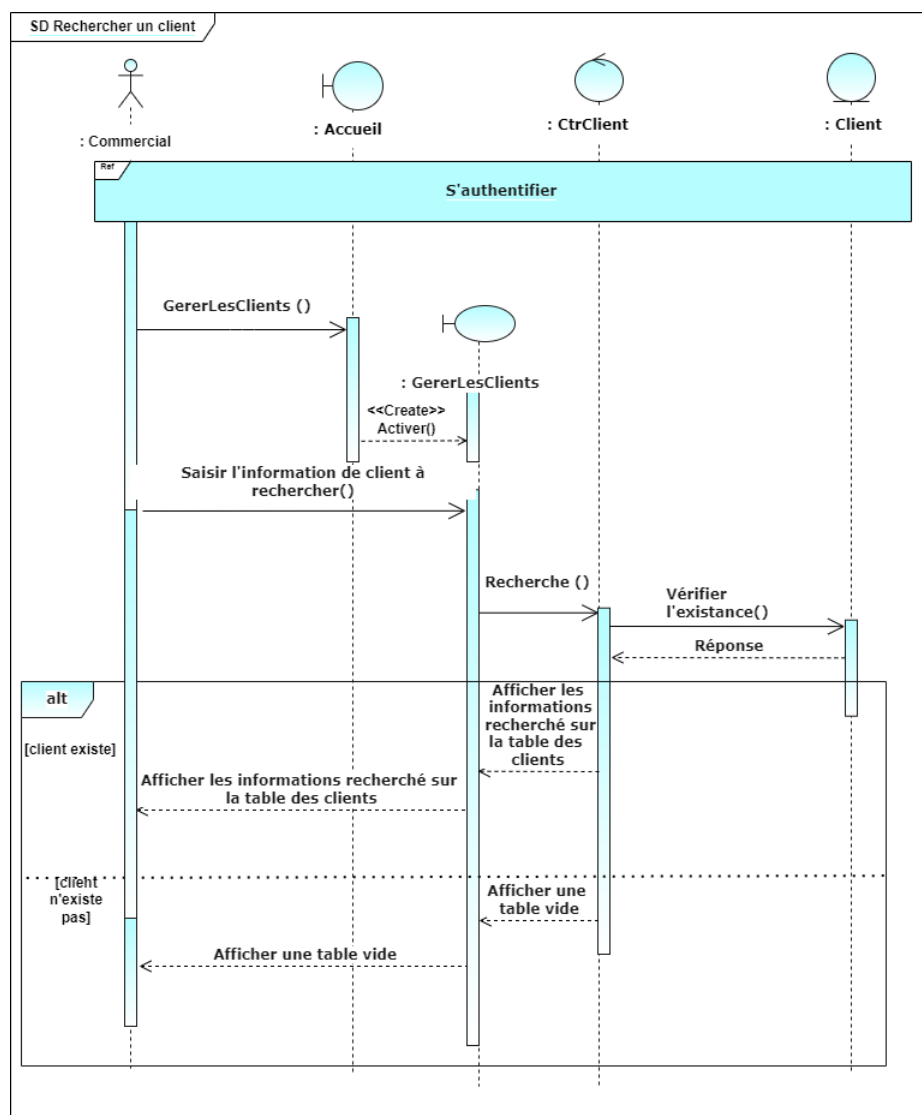 SD Rechercher un client
: Commercial
: Accueil
: CtrClient
: Client
Ref
S'authentifier
GererLesClients ()
: GererLesClients
<<Create>>
Activer()
Saisir l'information de client à
rechercher()
Recherche ()
Vérifier
l'existance()
Réponse
alt
[client existe]
Afficher les
informations
recherché sur
la table des
clients
Afficher les informations recherché sur
la table des clients
[client
n'existe
pas]
Afficher une
table vide
Afficher une table vide